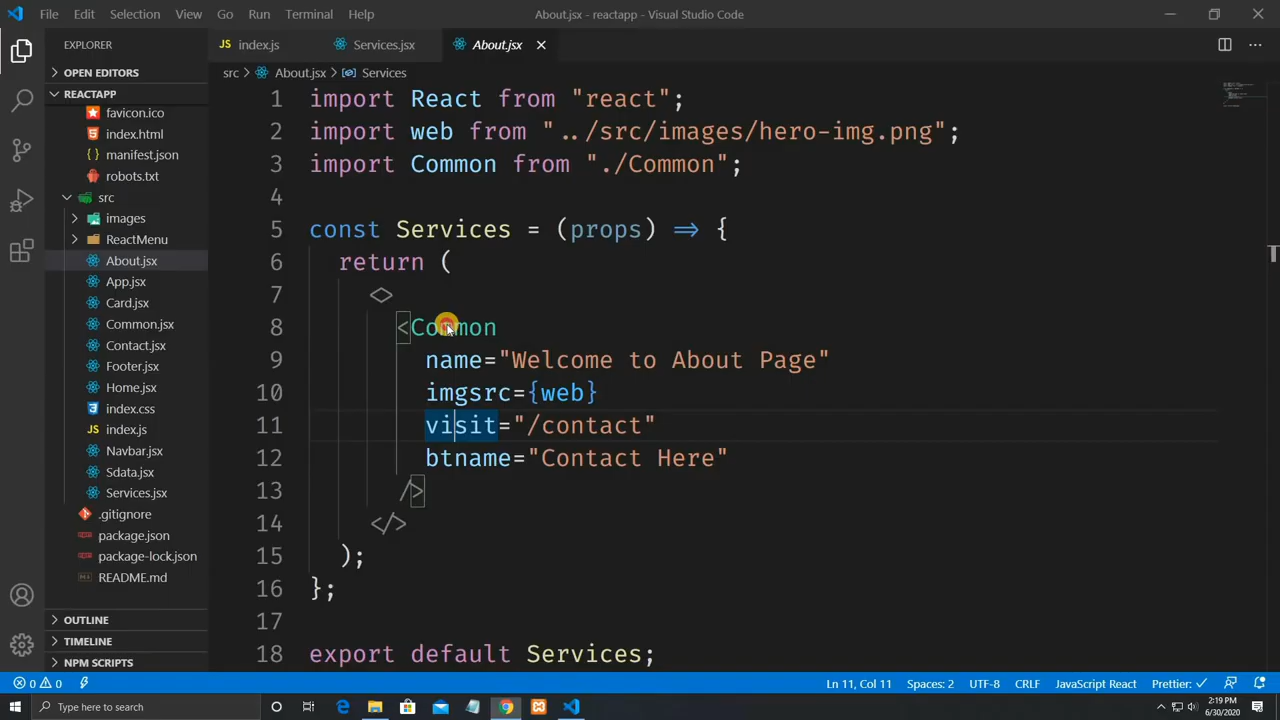 File Edit Selection View Go Run Terminal Help About.jsx - reactapp - Visual Studio Code
EXPLORER
OPEN EDITORS
REACTAPP
favicon.ico
index.html
manifest.json
robots.txt
src
images
ReactMenu
About.jsx
App.jsx
Card.jsx
Common.jsx
Contact.jsx
Footer.jsx
Home.jsx
index.css
index.js
Navbar.jsx
Sdata.jsx
Services.jsx
.gitignore
package.json
package-lock.json
README.md
OUTLINE
TIMELINE
NPM SCRIPTS
JS index.js Services.jsx About.jsx
src > About.jsx > Services
1 import React from "react";
2 import web from "../src/images/hero-img.png";
3 import Common from "./Common";
4
5 const Services = (props) => {
6 return (
7 <>
8 <Common
9 name="Welcome to About Page"
10 imgsrc={web}
11 visit="/contact"
12 btname="Contact Here"
13 />
14 </>
15 );
16 };
17
18 export default Services;
0 0 Ln 11, Col 11 Spaces: 2 UTF-8 CRLF JavaScript React Prettier: ✓
Type here to search
2:19 PM
6/30/2020